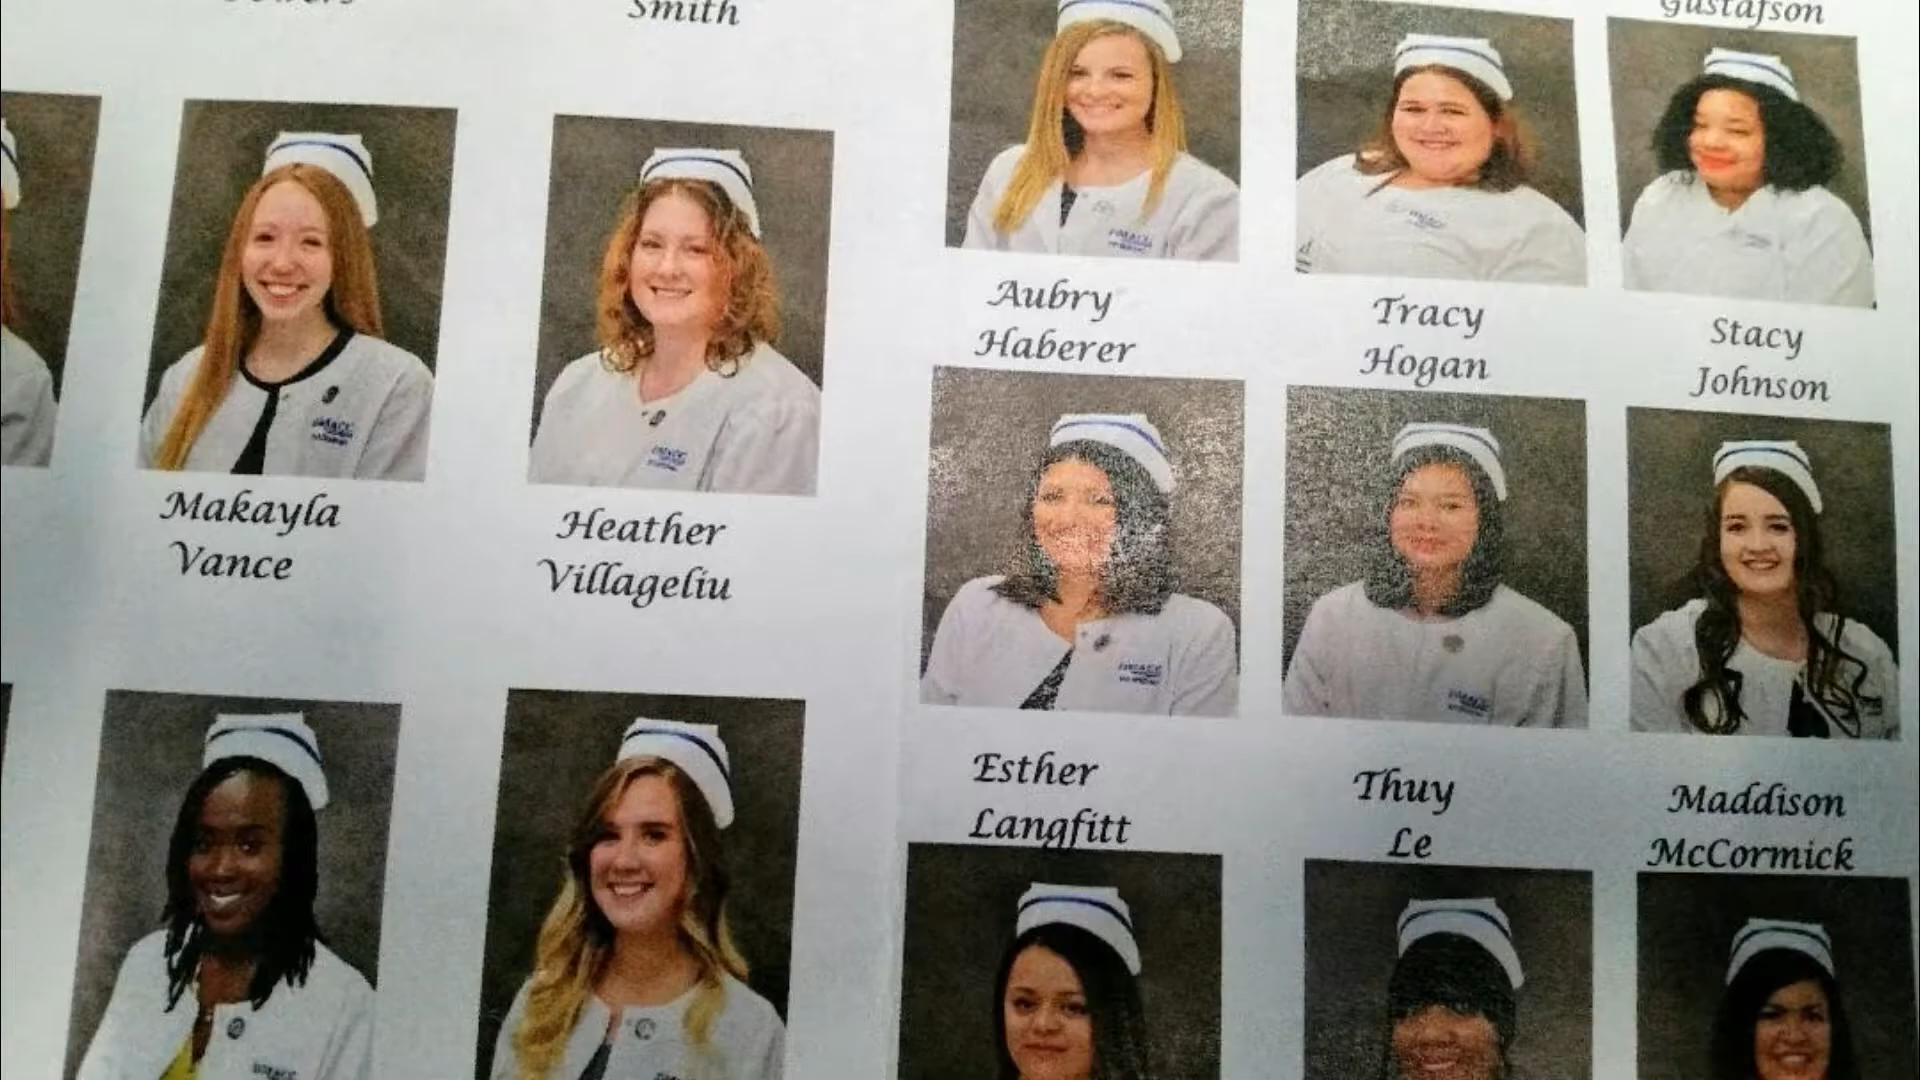 Smith
Gustafson
Aubry
Haberer
Tracy
Hogan
Stacy
Johnson
Makayla
Vance
Heather
Villageliu
Esther
Langfitt
Thuy
Le
Maddison
McCormick